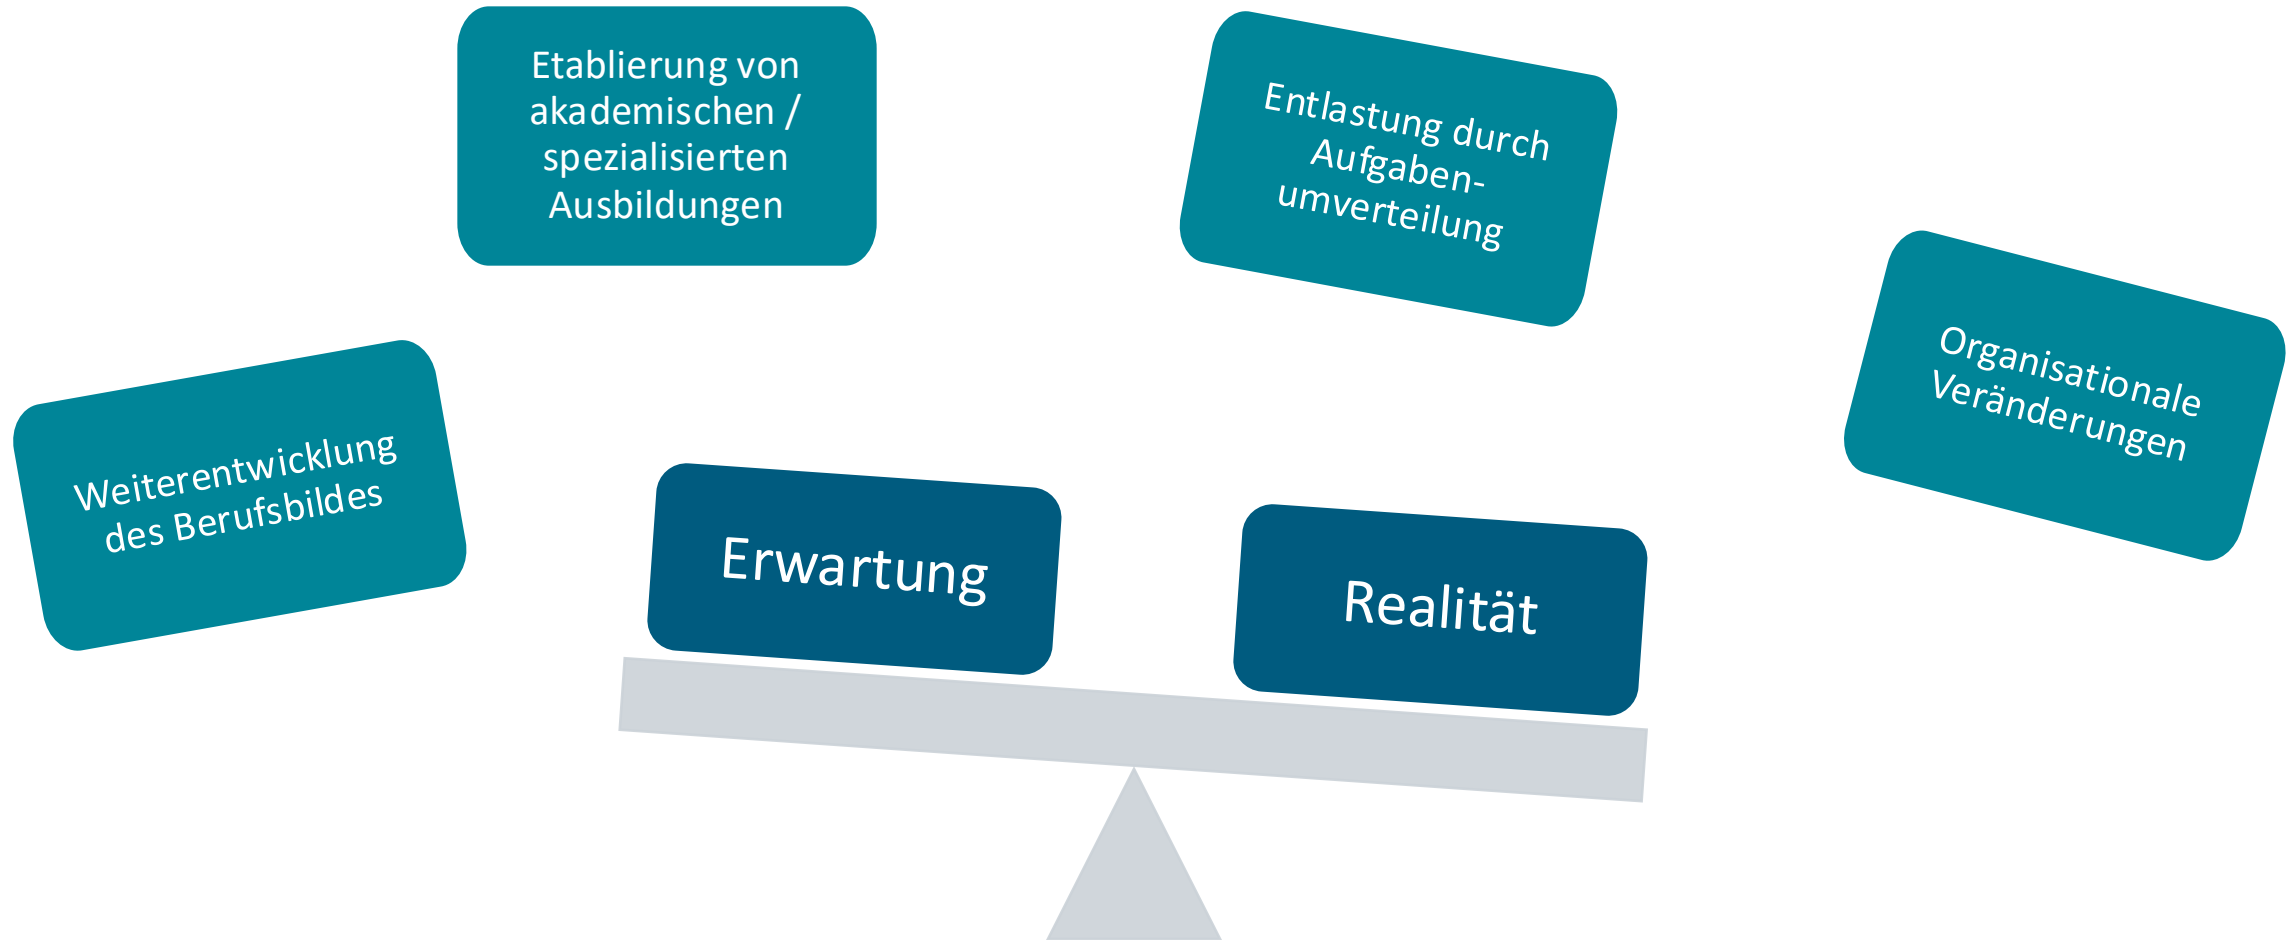 Etablierung von
akademischen /
spezialisierten
Ausbildungen
Entlastung durch
Aufgaben-
umverteilung
Organisationale
Veränderungen
Weiterentwicklung
des Berufsbildes
Erwartung
Realität